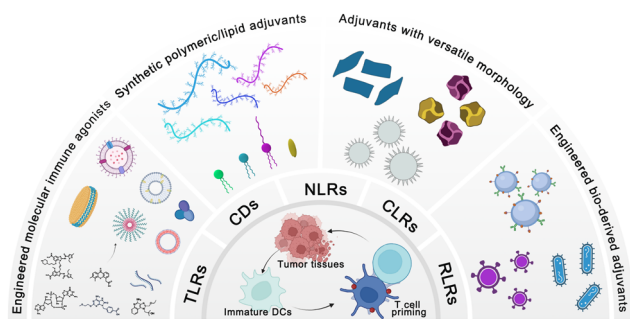 Engineered molecular immune agonists
Synthetic polymeric/lipid adjuvants
Adjuvants with versatile morphology
Engineered bio-derived adjuvants
TLRs
CDs
NLRs
CLRs
RLRs
Tumor tissues
Immature DCs
T cell
priming